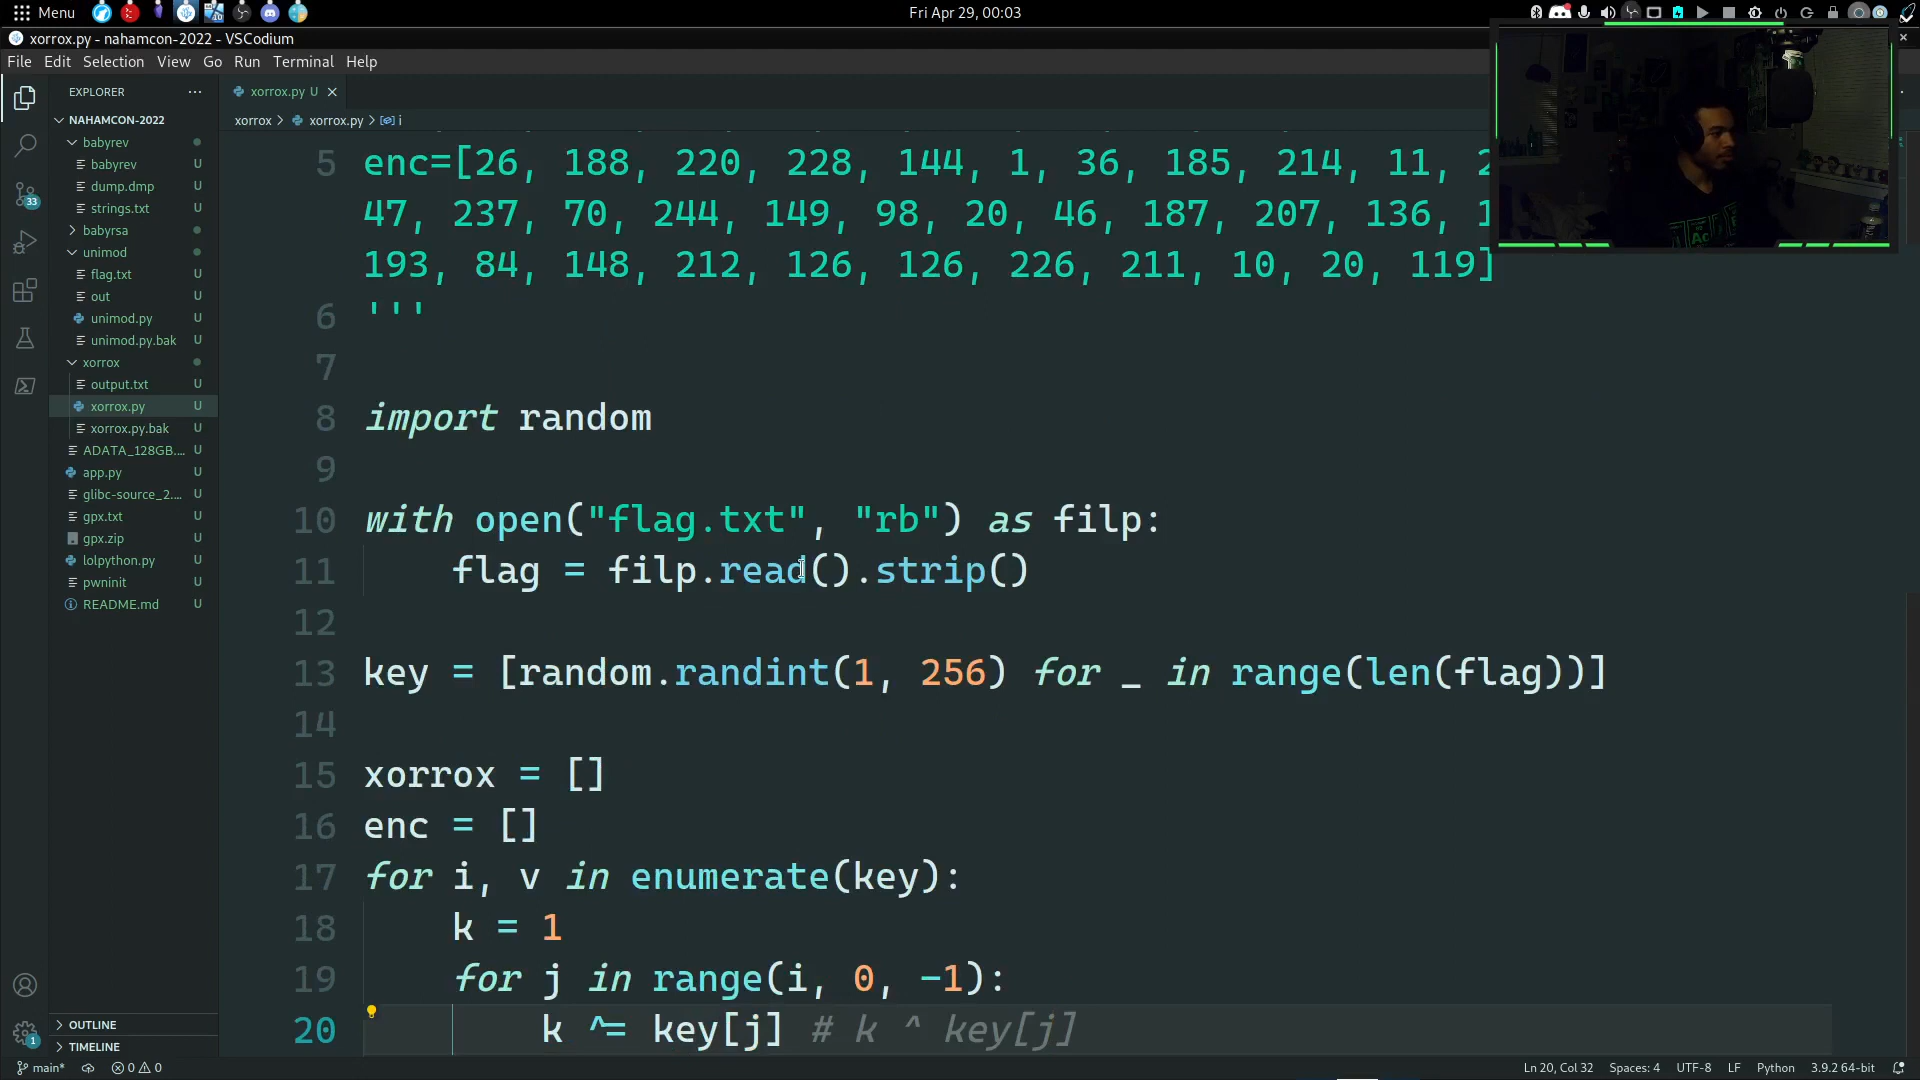 Menu
Fri Apr 29, 00:03
xorrox.py - nahamcon-2022 - VSCodium
File Edit Selection View Go Run Terminal Help
EXPLORER ...
xorrox.py U
NAHAMCON-2022
xorrox > xorrox.py > i
babyrev
babyrev U
dump.dmp U
strings.txt U
babyrsa
unimod
flag.txt U
out U
unimod.py U
unimod.py.bak U
xorrox
output.txt U
xorrox.py U
xorrox.py.bak U
ADATA_128GB.... U
app.py U
glibc-source_2.... U
gpx.txt U
gpx.zip U
lolpython.py U
pwninit U
README.md U
OUTLINE
TIMELINE
33
1
5 enc=[26, 188, 220, 228, 144, 1, 36, 185, 214, 11,
47, 237, 70, 244, 149, 98, 20, 46, 187, 207, 136,
193, 84, 148, 212, 126, 126, 226, 211, 10, 20, 119]
6 '''
7
8 import random
9
10 with open("flag.txt", "rb") as filp:
11 flag = filp.read().strip()
12
13 key = [random.randint(1, 256) for _ in range(len(flag))]
14
15 xorrox = []
16 enc = []
17 for i, v in enumerate(key):
18 k = 1
19 for j in range(i, 0, -1):
20 k ^= key[j] # k ^ key[j]
main* 0 0
Ln 20, Col 32 Spaces: 4 UTF-8 LF Python 3.9.2 64-bit